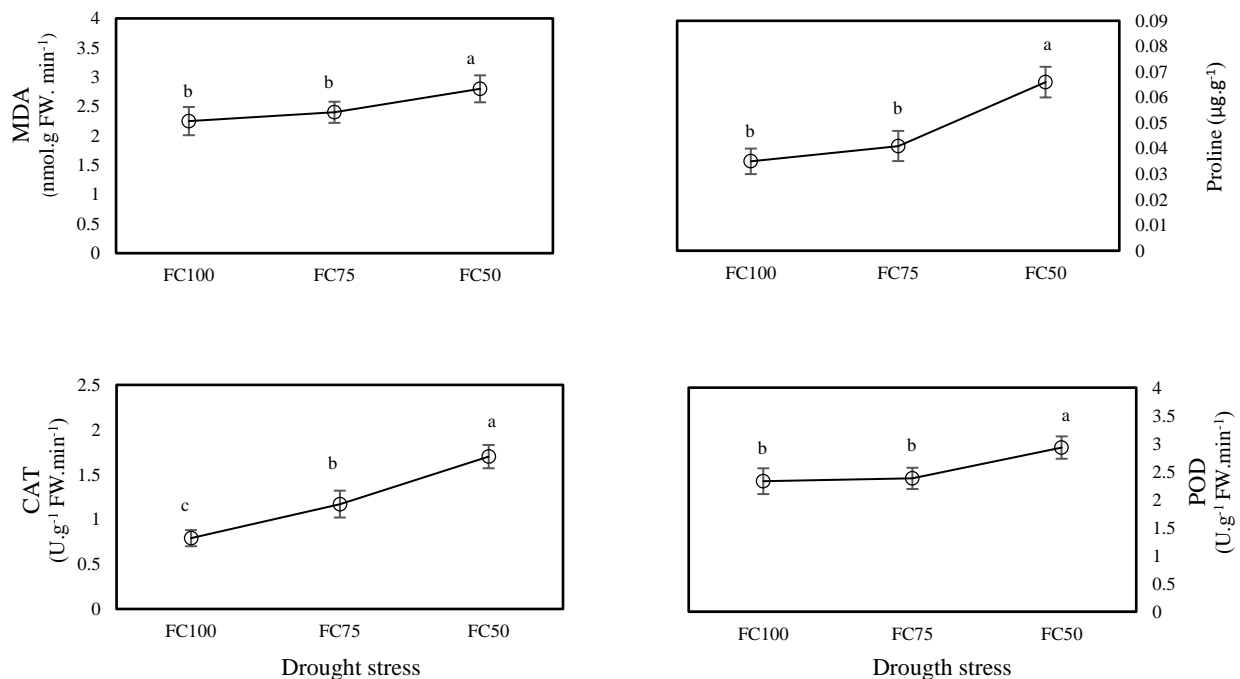 MDA
(nmol.g FW. min⁻¹)
4
3.5
3
2.5
2
1.5
1
0.5
0
b
b
a
FC100
FC75
FC50
0.09
0.08
0.07
0.06
0.05
0.04
0.03
0.02
0.01
0
Proline (µg.g⁻¹)
b
b
a
FC100
FC75
FC50
CAT
(U.g⁻¹ FW.min⁻¹)
2.5
2
1.5
1
0.5
0
c
b
a
FC100
FC75
FC50
Drought stress
4
3.5
3
2.5
2
1.5
1
0.5
0
POD
(U.g⁻¹ FW.min⁻¹)
b
b
a
FC100
FC75
FC50
Drougth stress